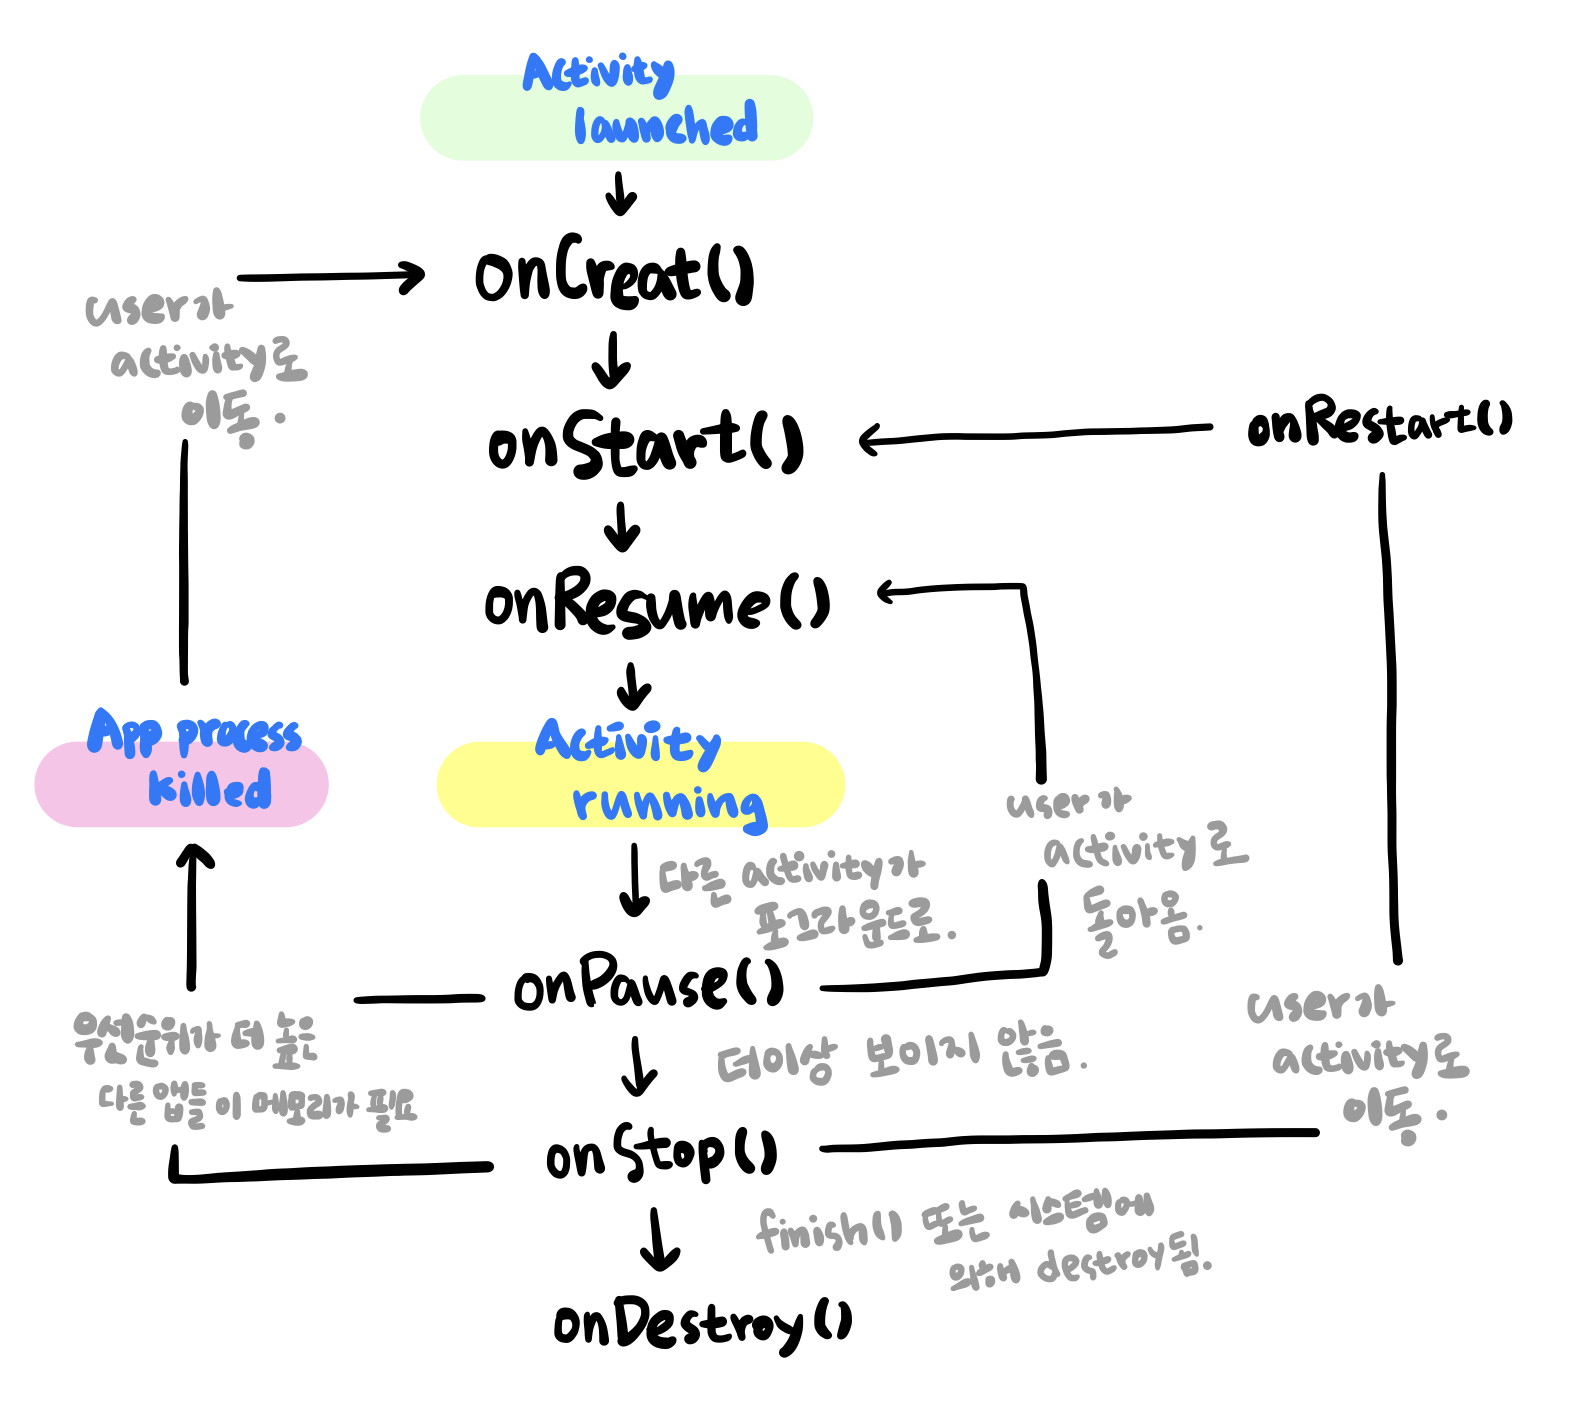 Activity
launched
onCreat()
user가
activity로
이동.
onStart()
onRestart()
onResume()
App process
killed
Activity
running
user가
activity로
돌아옴.
다른 activity가
포그라운드로.
onPause()
우선순위가 더 높은
다른 앱들이 메모리가 필요
더이상 보이지 않음.
user가
activity로
이동.
onStop()
finish() 또는 시스템에
의해 destroy됨.
onDestroy()